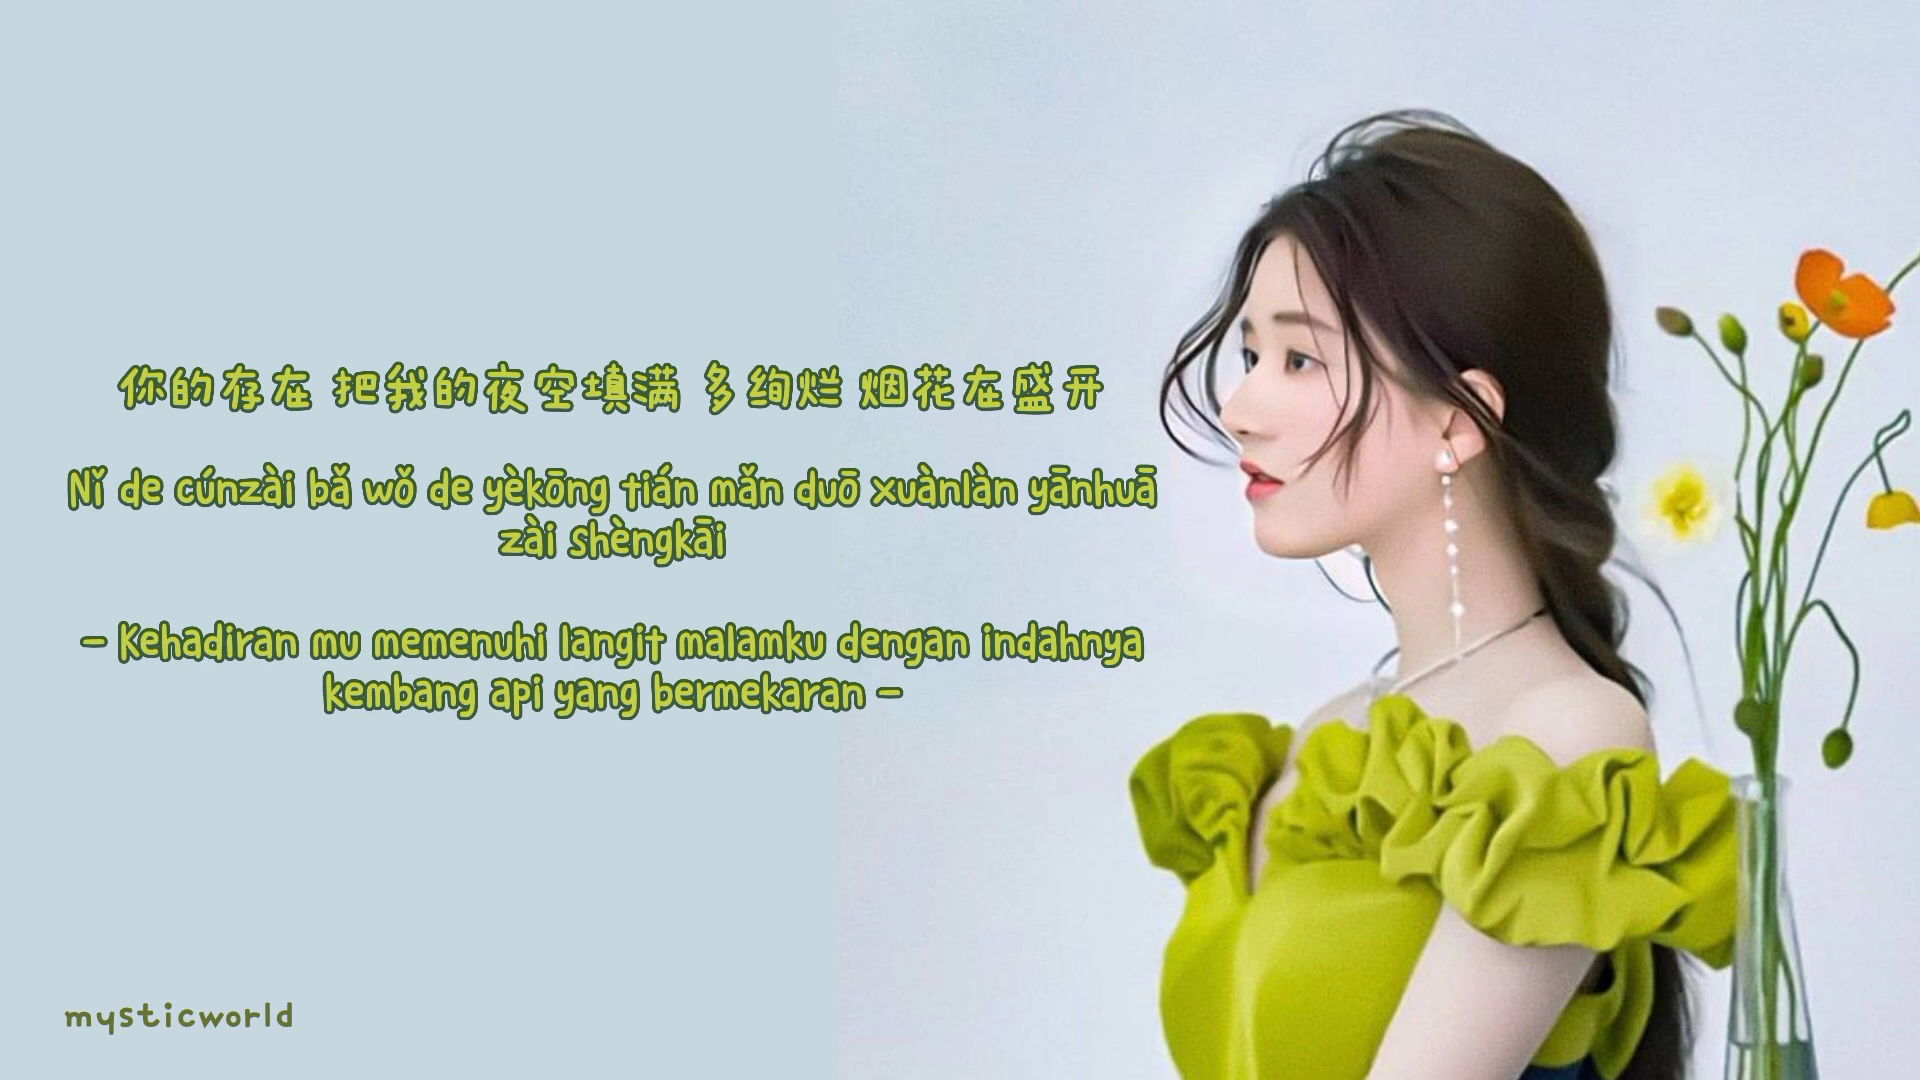 你的存在 把我的夜空填满 多绚烂 烟花在盛开
Nǐ de cúnzài bǎ wǒ de yèkōng tián mǎn duō xuànlàn yānhuā
zài shèngkāi
- Kehadiran mu memenuhi langit malamku dengan indahnya
kembang api yang bermekaran -
mysticworld